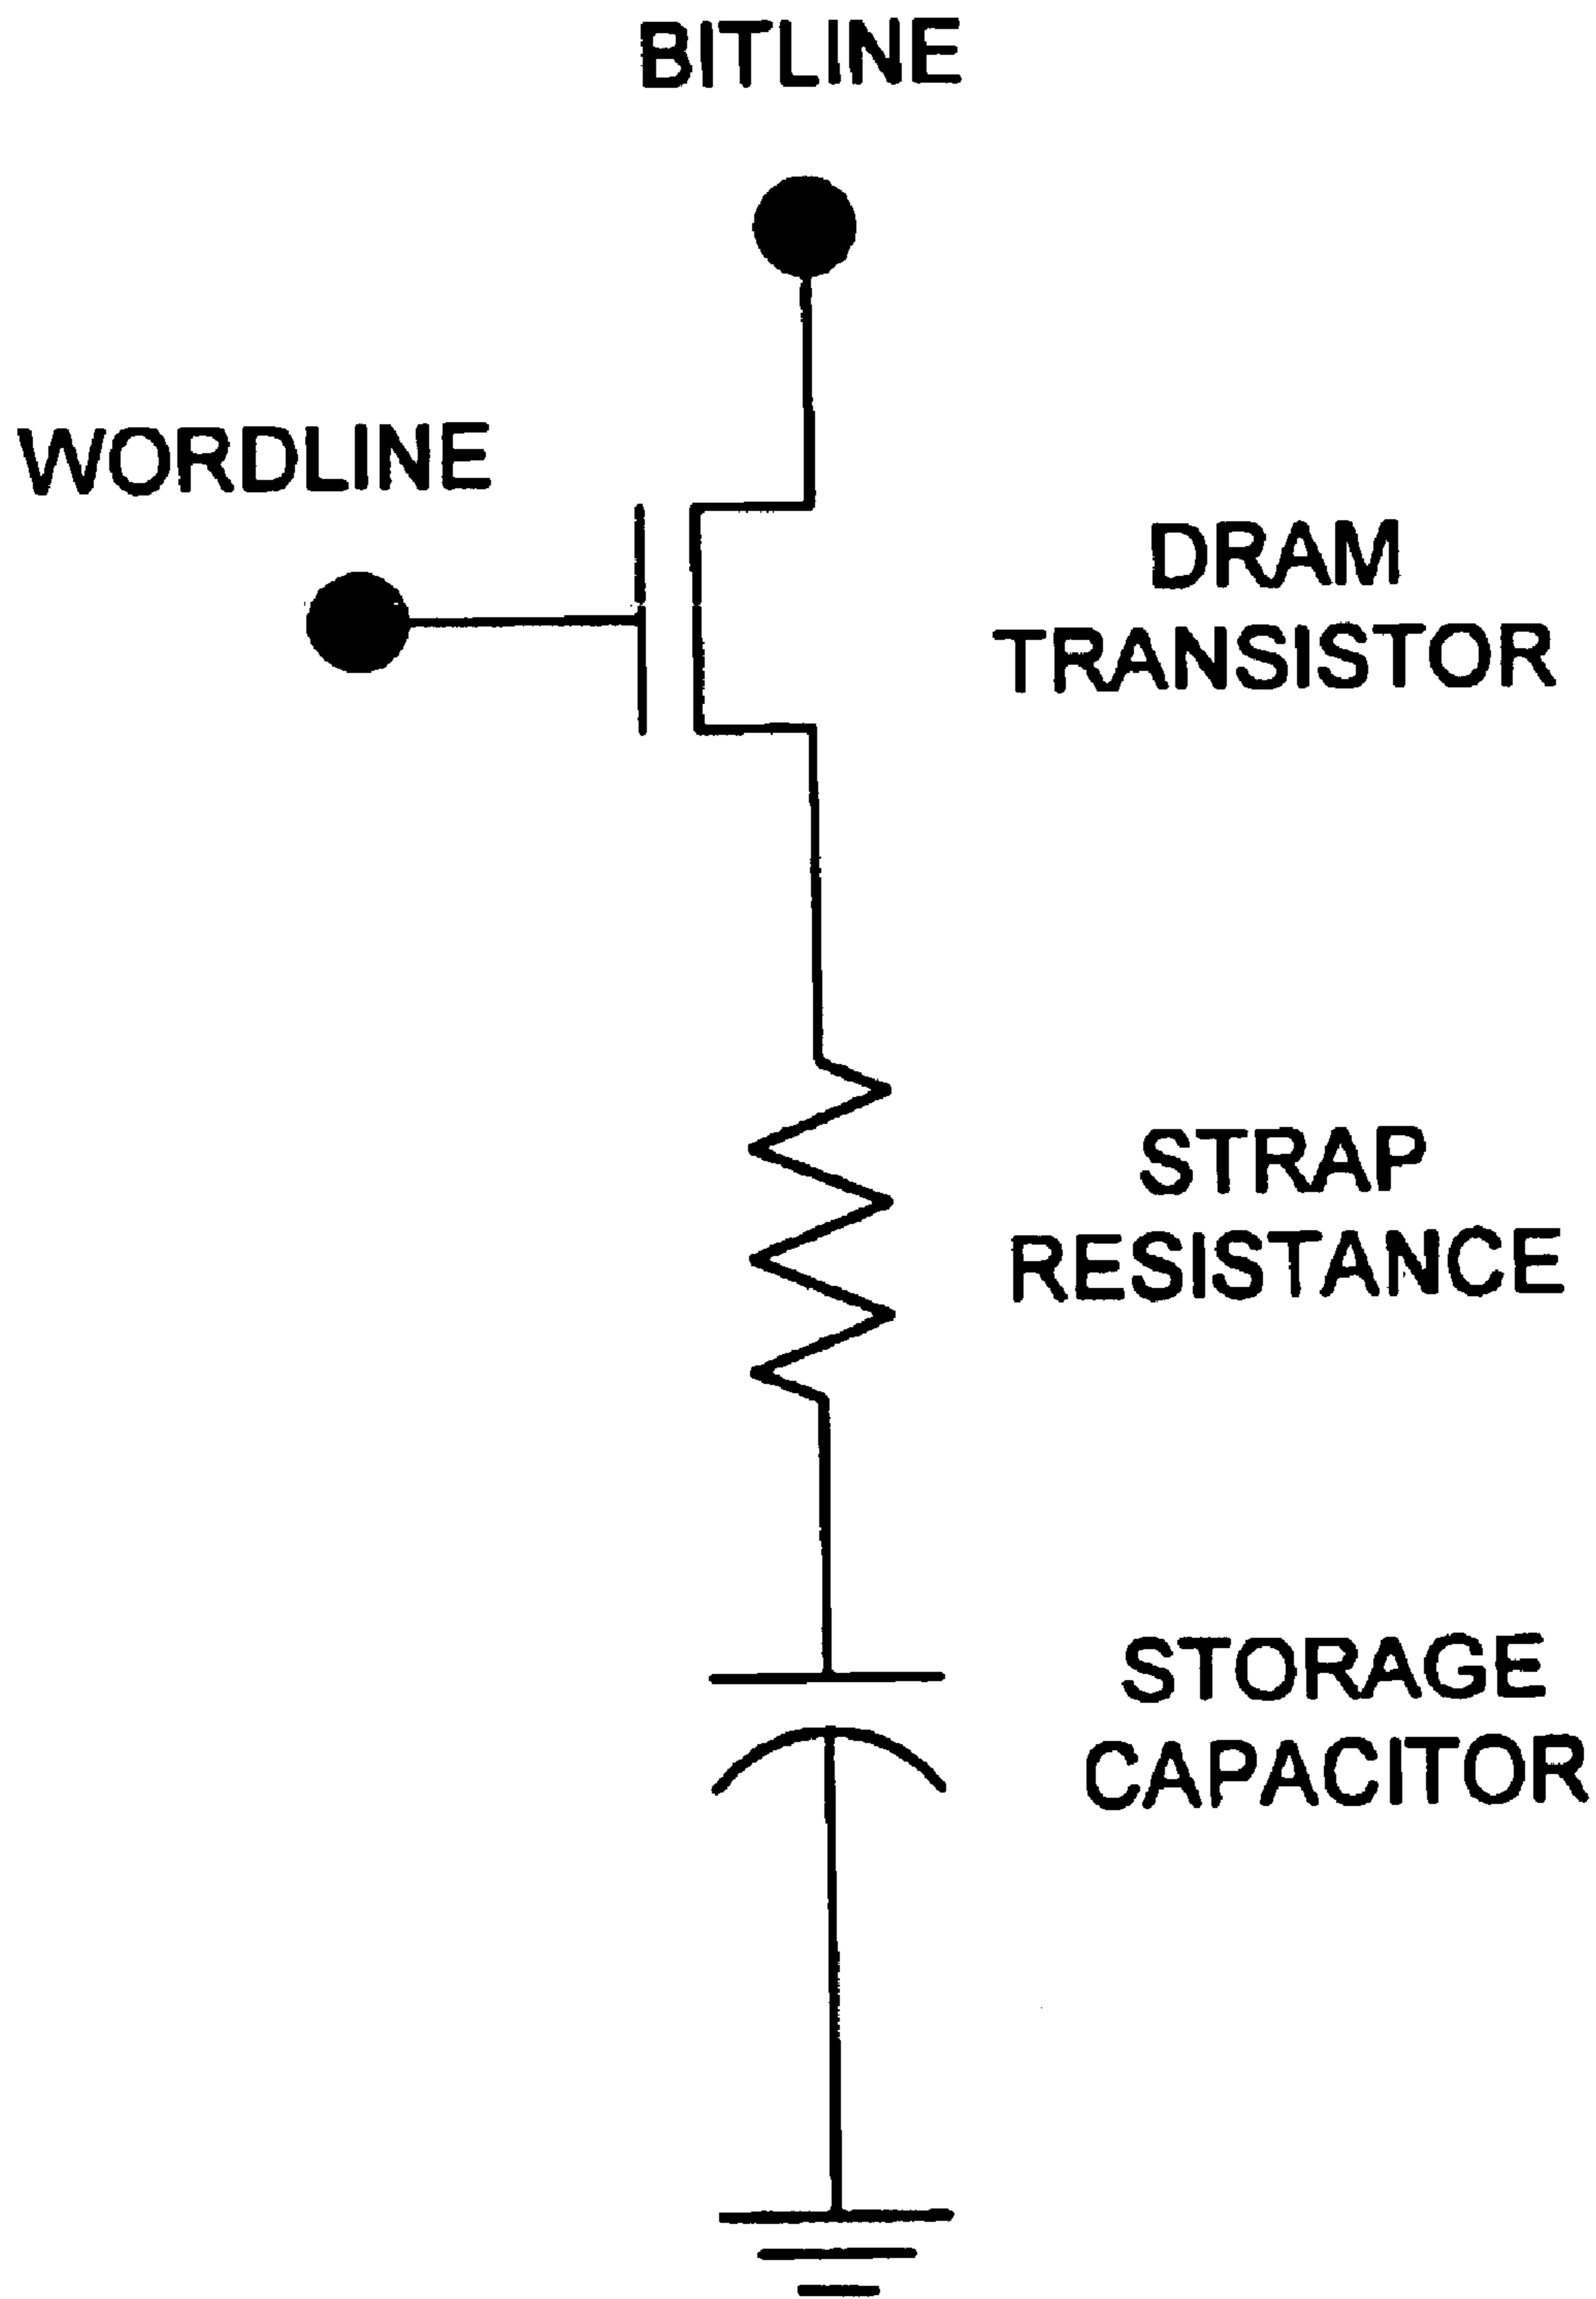 BITLINE
WORDLINE
DRAM
TRANSISTOR
STRAP
RESISTANCE
STORAGE
CAPACITOR